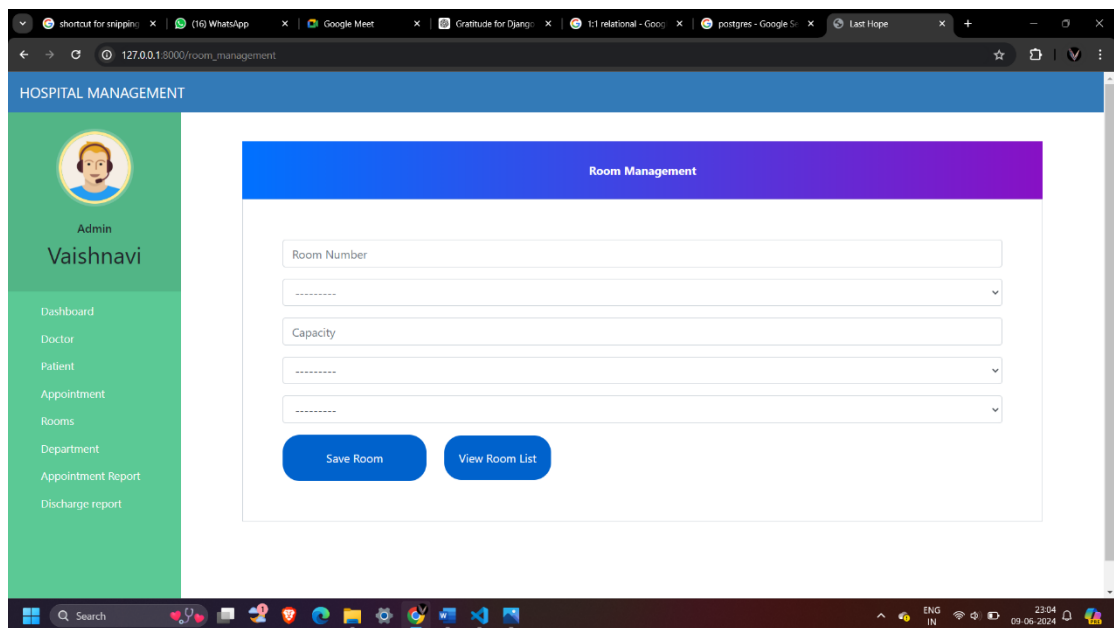 shortcut for snipping
(16) WhatsApp
Google Meet
Gratitude for Django
1:1 relational - Goog
postgres - Google Se
Last Hope
127.0.0.1:8000/room_management
HOSPITAL MANAGEMENT
Admin
Vaishnavi
Dashboard
Doctor
Patient
Appointment
Rooms
Department
Appointment Report
Discharge report
Room Management
Room Number
---------
Capacity
---------
---------
Save Room
View Room List
Search
ENG
IN
23:04
09-06-2024